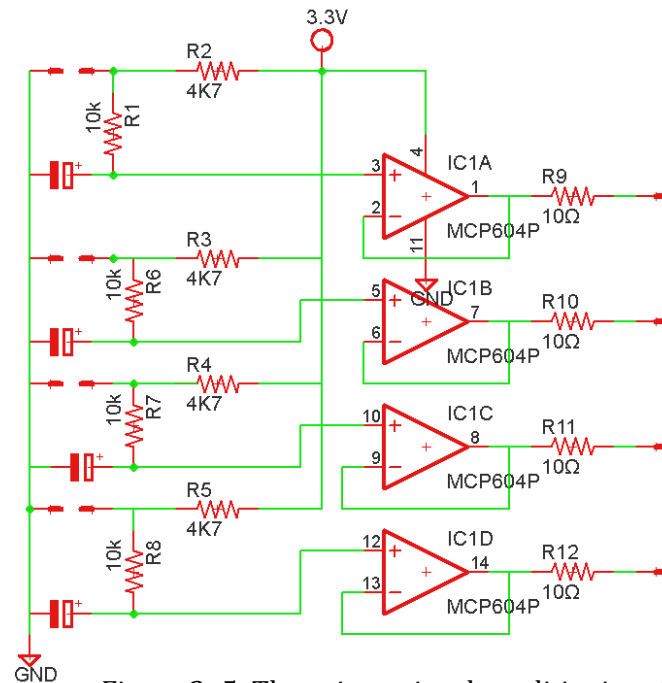 3.3V
R2
4K7
10k
R1
+
4
IC1A
3
+
1
R9
2
10Ω
MCP604P
11
GND
R3
4K7
10k
R6
+
IC1B
5
7
R10
6
10Ω
MCP604P
R4
4K7
10k
R7
+
IC1C
10
+
8
R11
9
10Ω
MCP604P
R5
4K7
10k
R8
+
IC1D
12
+
14
R12
13
10Ω
MCP604P
GND